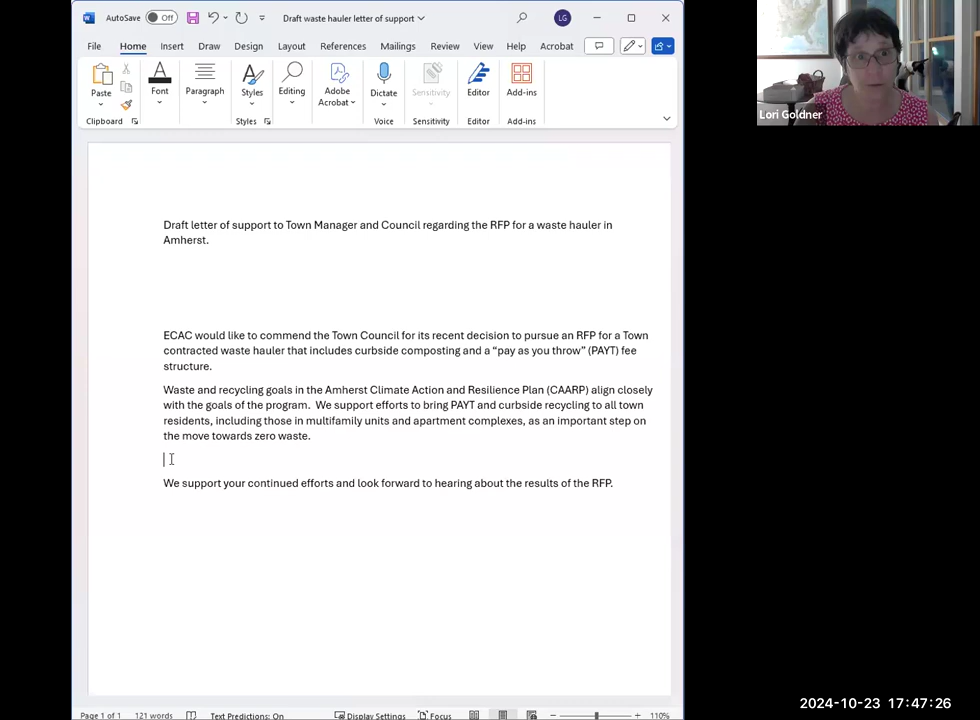 AutoSave Off Draft waste hauler letter of support LG
File Home Insert Draw Design Layout References Mailings Review View Help Acrobat
Paste Font Paragraph Styles Editing Adobe Acrobat Dictate Sensitivity Editor Add-ins
Clipboard Styles Voice Sensitivity Editor Add-ins
Lori Goldner
Draft letter of support to Town Manager and Council regarding the RFP for a waste hauler in
Amherst.
ECAC would like to commend the Town Council for its recent decision to pursue an RFP for a Town
contracted waste hauler that includes curbside composting and a “pay as you throw” (PAYT) fee
structure.
Waste and recycling goals in the Amherst Climate Action and Resilience Plan (CAARP) align closely
with the goals of the program.  We support efforts to bring PAYT and curbside recycling to all town
residents, including those in multifamily units and apartment complexes, as an important step on
the move towards zero waste.
We support your continued efforts and look forward to hearing about the results of the RFP.
Page 1 of 1 121 words Text Predictions: On Display Settings Focus 110%
2024-10-23 17:47:26